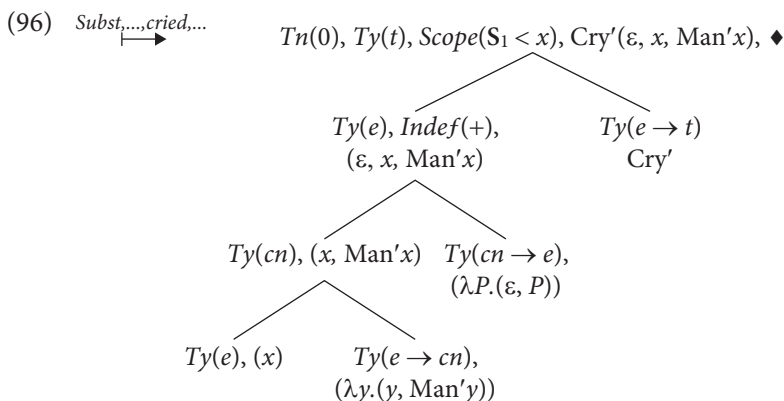 (96) Subst,...,cried,... Tn(0), Ty(t), Scope(S₁ < x), Cry′(ε, x, Man′x), ♦
Ty(e), Indef(+), Ty(e → t)
(ε, x, Man′x) Cry′
Ty(cn), (x, Man′x) Ty(cn → e),
(λP.(ε, P))
Ty(e), (x) Ty(e → cn),
(λy.(y, Man′y))